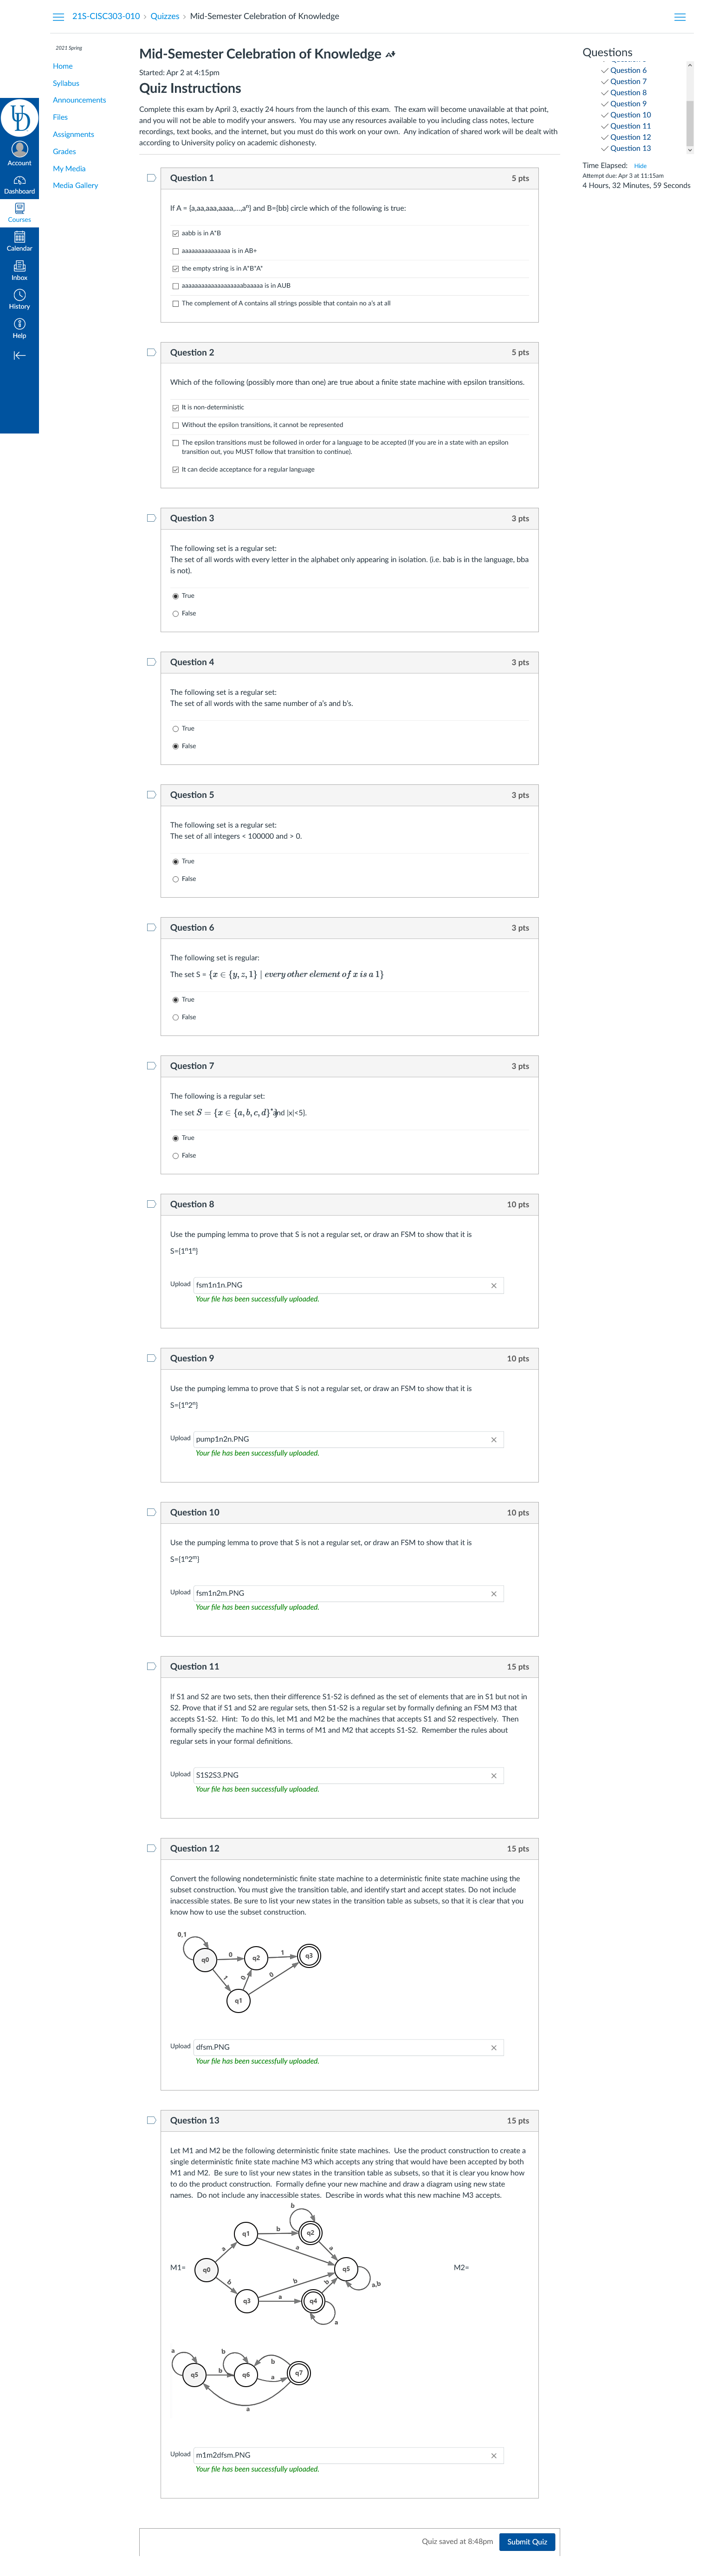 21S-CISC303-010 › Quizzes › Mid-Semester Celebration of Knowledge
2021 Spring
Home
Syllabus
Announcements
Files
Assignments
Grades
My Media
Media Gallery
Account
Dashboard
Courses
Calendar
Inbox
History
Help
Mid-Semester Celebration of Knowledge
Started: Apr 2 at 4:15pm
Quiz Instructions
Complete this exam by April 3, exactly 24 hours from the launch of this exam. The exam will become unavailable at that point,
and you will not be able to modify your answers. You may use any resources available to you including class notes, lecture
recordings, text books, and the internet, but you must do this work on your own. Any indication of shared work will be dealt with
according to University policy on academic dishonesty.
Questions
Question 6
Question 7
Question 8
Question 9
Question 10
Question 11
Question 12
Question 13
Time Elapsed: Hide
Attempt due: Apr 3 at 11:15am
4 Hours, 32 Minutes, 59 Seconds
Question 1 5 pts
If A = {a,aa,aaa,aaaa,...,aⁿ} and B={bb} circle which of the following is true:
aabb is in A*B
aaaaaaaaaaaaaaa is in AB+
the empty string is in A*B*A*
aaaaaaaaaaaaaaaaaaabaaaaa is in AUB
The complement of A contains all strings possible that contain no a's at all
Question 2 5 pts
Which of the following (possibly more than one) are true about a finite state machine with epsilon transitions.
It is non-deterministic
Without the epsilon transitions, it cannot be represented
The epsilon transitions must be followed in order for a language to be accepted (If you are in a state with an epsilon
transition out, you MUST follow that transition to continue).
It can decide acceptance for a regular language
Question 3 3 pts
The following set is a regular set:
The set of all words with every letter in the alphabet only appearing in isolation. (i.e. bab is in the language, bba
is not).
True
False
Question 4 3 pts
The following set is a regular set:
The set of all words with the same number of a's and b's.
True
False
Question 5 3 pts
The following set is a regular set:
The set of all integers < 100000 and > 0.
True
False
Question 6 3 pts
The following set is regular:
The set S = {x ∈ {y, z, 1} | every other element of x is a 1}
True
False
Question 7 3 pts
The following is a regular set:
The set S = {x ∈ {a, b, c, d}* and |x|<5}.
True
False
Question 8 10 pts
Use the pumping lemma to prove that S is not a regular set, or draw an FSM to show that it is
S={1ⁿ1ⁿ}
Upload fsm1n1n.PNG
Your file has been successfully uploaded.
Question 9 10 pts
Use the pumping lemma to prove that S is not a regular set, or draw an FSM to show that it is
S={1ⁿ2ⁿ}
Upload pump1n2n.PNG
Your file has been successfully uploaded.
Question 10 10 pts
Use the pumping lemma to prove that S is not a regular set, or draw an FSM to show that it is
S={1ⁿ2ᵐ}
Upload fsm1n2m.PNG
Your file has been successfully uploaded.
Question 11 15 pts
If S1 and S2 are two sets, then their difference S1-S2 is defined as the set of elements that are in S1 but not in
S2. Prove that if S1 and S2 are regular sets, then S1-S2 is a regular set by formally defining an FSM M3 that
accepts S1-S2. Hint: To do this, let M1 and M2 be the machines that accepts S1 and S2 respectively. Then
formally specify the machine M3 in terms of M1 and M2 that accepts S1-S2. Remember the rules about
regular sets in your formal definitions.
Upload S1S2S3.PNG
Your file has been successfully uploaded.
Question 12 15 pts
Convert the following nondeterministic finite state machine to a deterministic finite state machine using the
subset construction. You must give the transition table, and identify start and accept states. Do not include
inaccessible states. Be sure to list your new states in the transition table as subsets, so that it is clear that you
know how to use the subset construction.
0,1
q0 0 q2 1 q3
1 0 0
q1
Upload dfsm.PNG
Your file has been successfully uploaded.
Question 13 15 pts
Let M1 and M2 be the following deterministic finite state machines. Use the product construction to create a
single deterministic finite state machine M3 which accepts any string that would have been accepted by both
M1 and M2. Be sure to list your new states in the transition table as subsets, so that it is clear you know how
to do the product construction. Formally define your new machine and draw a diagram using new state
names. Do not include any inaccessible states. Describe in words what this new machine M3 accepts.
b
q1 b q2
a a a
M1= q0 q5 M2=
b b b a,b
q3 a q4
a
a b b
q5 b q6 a q7
a
Upload m1m2dfsm.PNG
Your file has been successfully uploaded.
Quiz saved at 8:48pm Submit Quiz